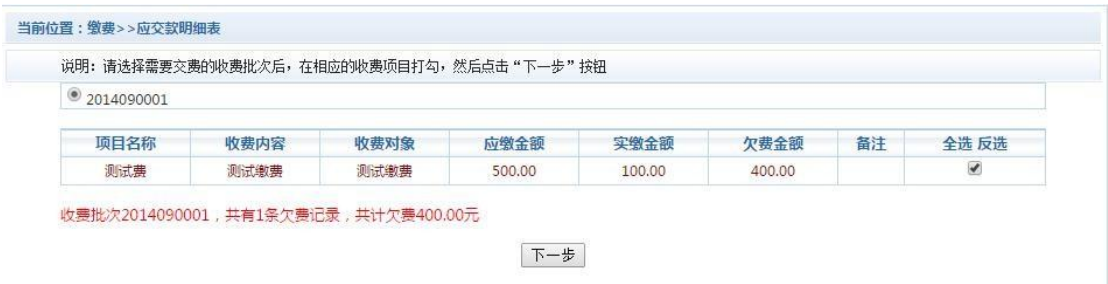 当前位置：缴费>>应交款明细表
说明：请选择需要交费的收费批次后，在相应的收费项目打勾，然后点击“下一步”按钮
2014090001
项目名称 收费内容 收费对象 应缴金额 实缴金额 欠费金额 备注 全选 反选
测试费 测试缴费 测试缴费 500.00 100.00 400.00
收费批次2014090001，共有1条欠费记录，共计欠费400.00元
下一步